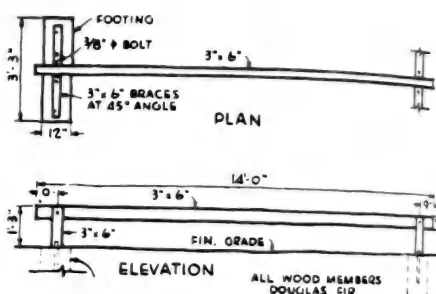 FOOTING
3/8" ϕ BOLT
3" x 6"
3'-3"
3" x 6" BRACES
AT 45° ANGLE
12"
PLAN
14'-0"
9"
3" x 6"
9"
1'-3"
3" x 6"
FIN. GRADE
ELEVATION
ALL WOOD MEMBERS
DOUGLAS FIR